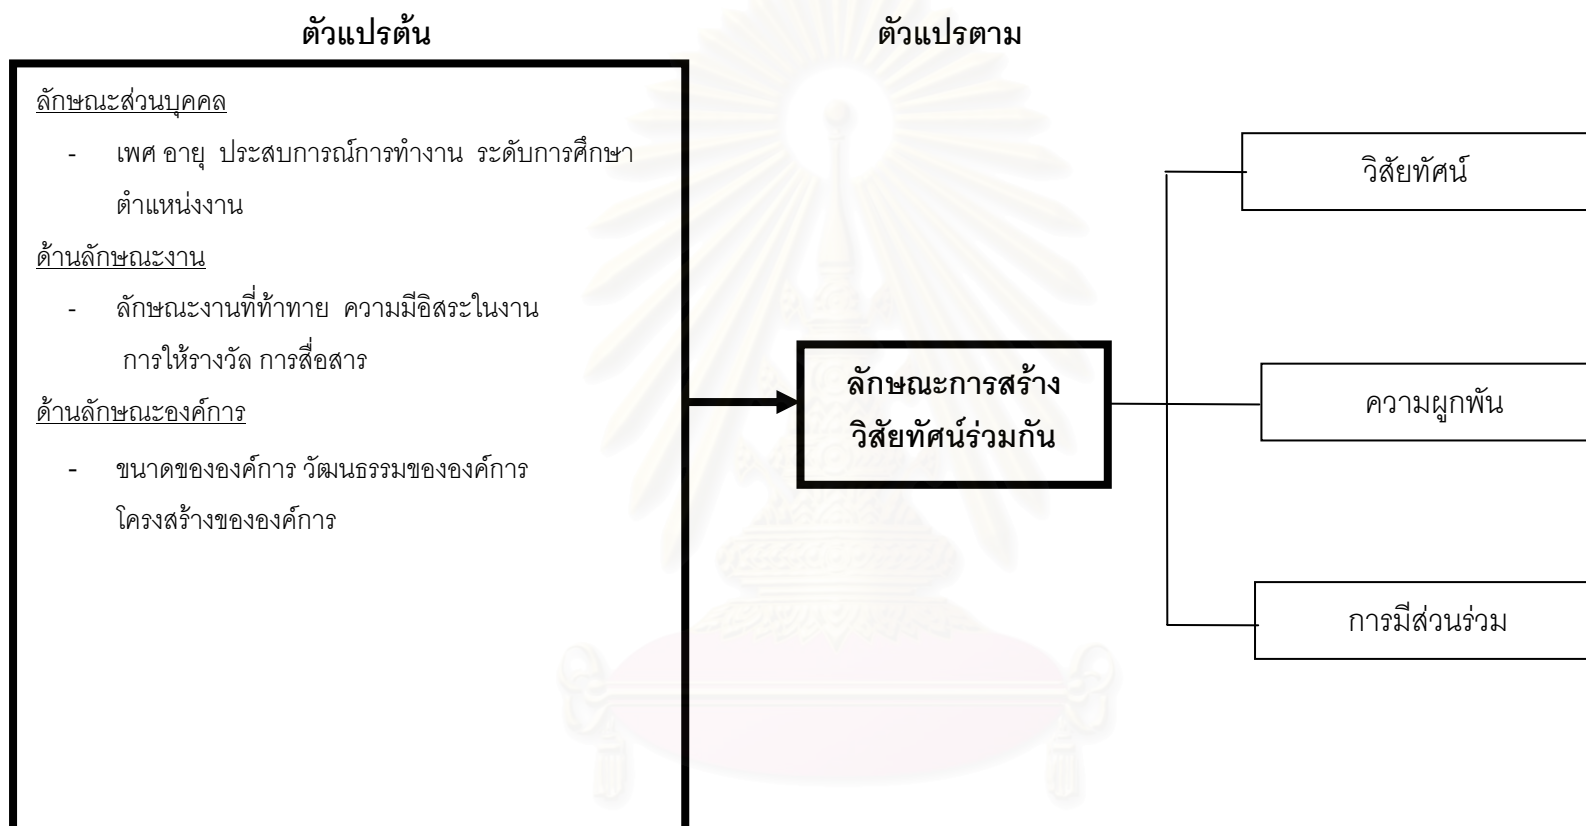 ตัวแปรต้น
ตัวแปรตาม
ลักษณะส่วนบุคคล
- เพศ อายุ ประสบการณ์การทำงาน ระดับการศึกษา
ตำแหน่งงาน
ด้านลักษณะงาน
- ลักษณะงานที่ท้าทาย ความมีอิสระในงาน
การให้รางวัล การสื่อสาร
ด้านลักษณะองค์การ
- ขนาดขององค์การ วัฒนธรรมขององค์การ
โครงสร้างขององค์การ
ลักษณะการสร้าง
วิสัยทัศน์ร่วมกัน
วิสัยทัศน์
ความผูกพัน
การมีส่วนร่วม